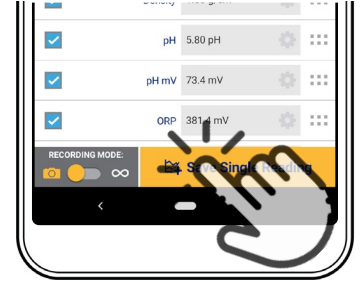 pH 5.80 pH
pH mV 73.4 mV
ORP 381.4 mV
RECORDING MODE:
Save Single Reading